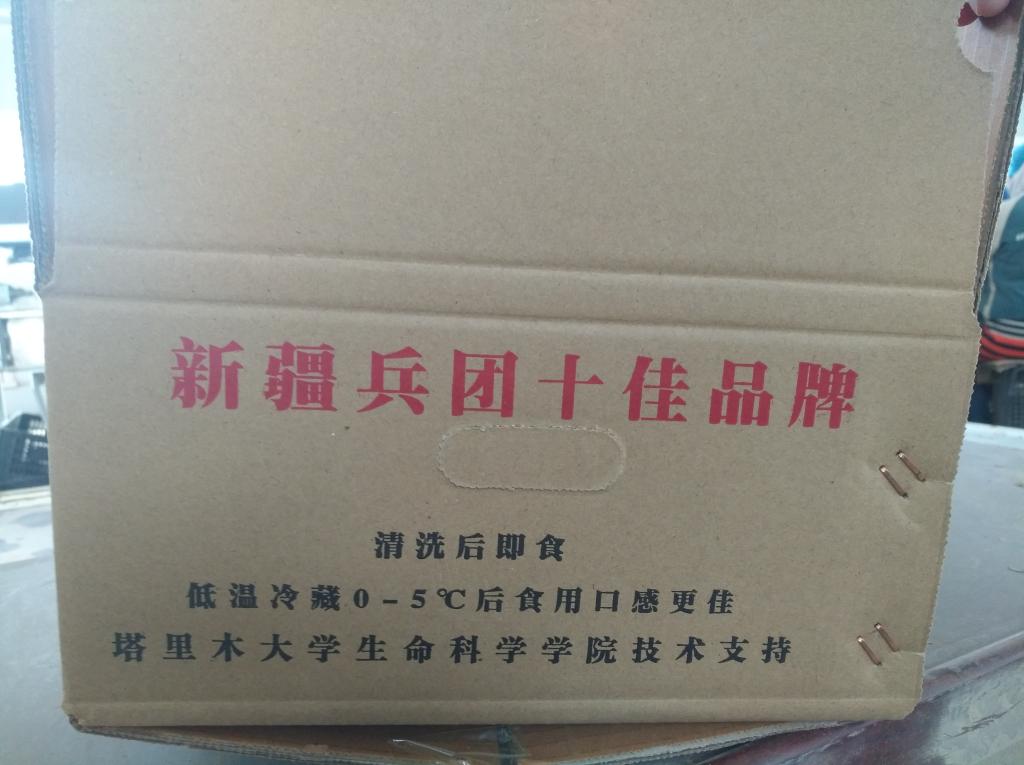 新疆兵团十佳品牌
清洗后即食
低温冷藏0-5℃后食用口感更佳
塔里木大学生命科学学院技术支持